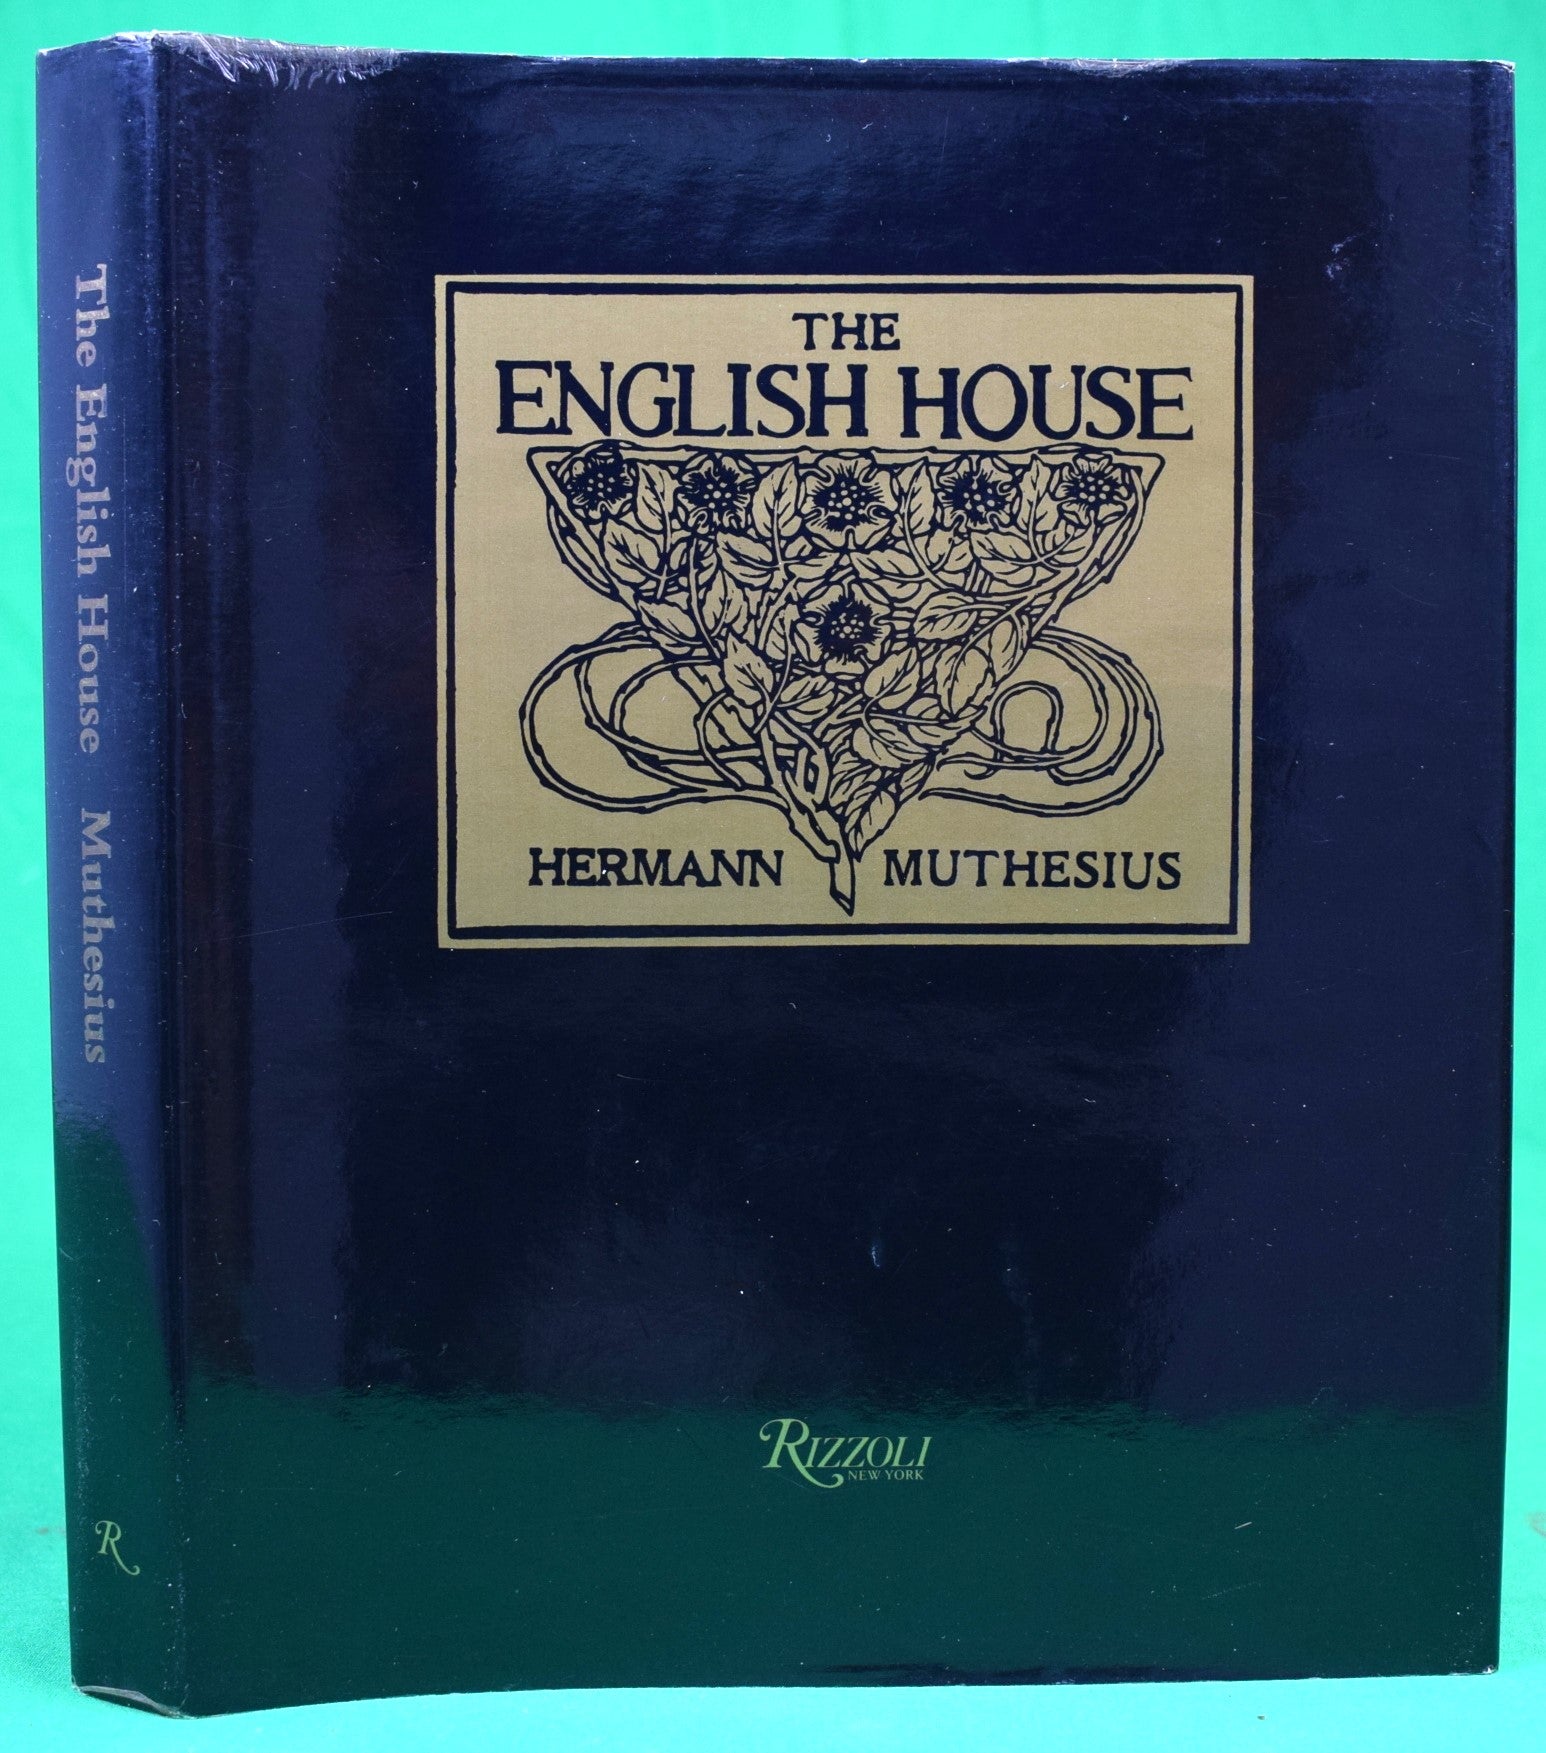 The English House Muthesius
R
THE
ENGLISH HOUSE
HERMANN MUTHESIUS
RIZZOLI
NEW YORK